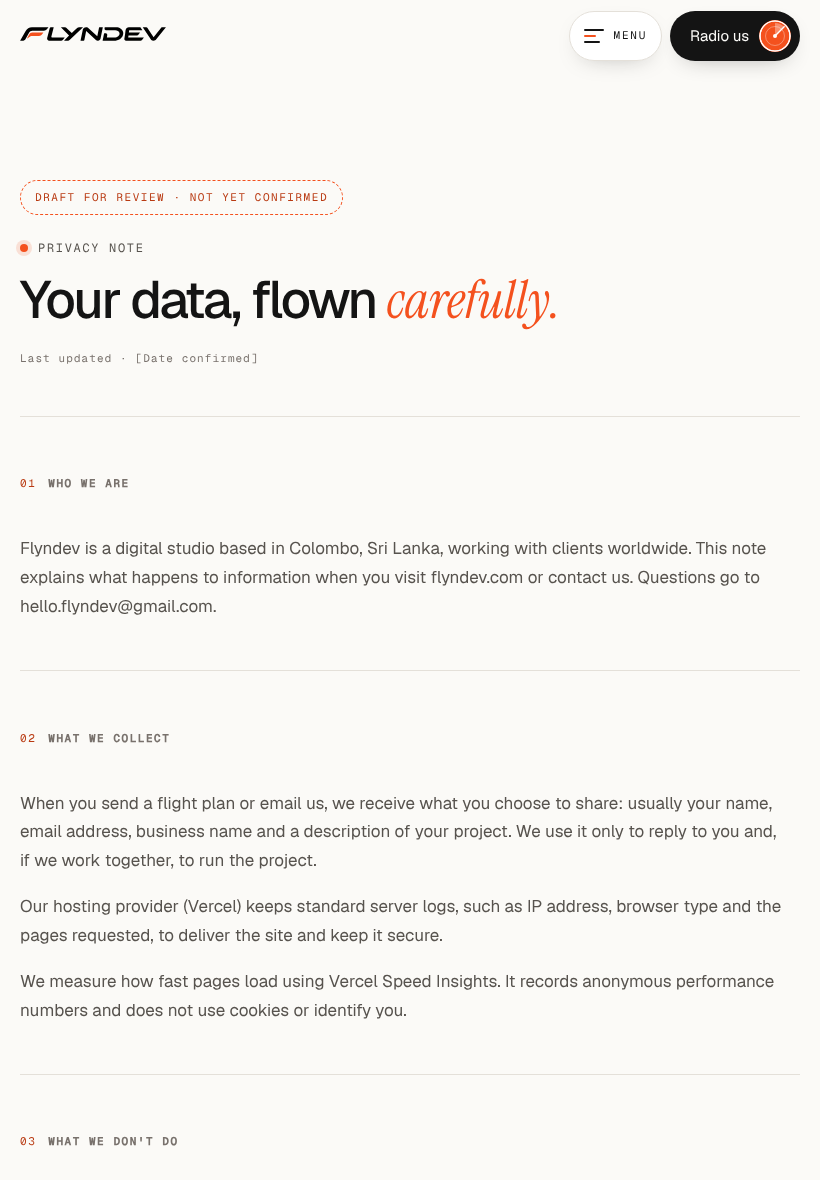 FLYNDEV
MENU
Radio us
DRAFT FOR REVIEW · NOT YET CONFIRMED
PRIVACY NOTE
Your data, flown carefully.
Last updated · [Date confirmed]
01 WHO WE ARE
Flyndev is a digital studio based in Colombo, Sri Lanka, working with clients worldwide. This note
explains what happens to information when you visit flyndev.com or contact us. Questions go to
hello.flyndev@gmail.com.
02 WHAT WE COLLECT
When you send a flight plan or email us, we receive what you choose to share: usually your name,
email address, business name and a description of your project. We use it only to reply to you and,
if we work together, to run the project.
Our hosting provider (Vercel) keeps standard server logs, such as IP address, browser type and the
pages requested, to deliver the site and keep it secure.
We measure how fast pages load using Vercel Speed Insights. It records anonymous performance
numbers and does not use cookies or identify you.
03 WHAT WE DON'T DO